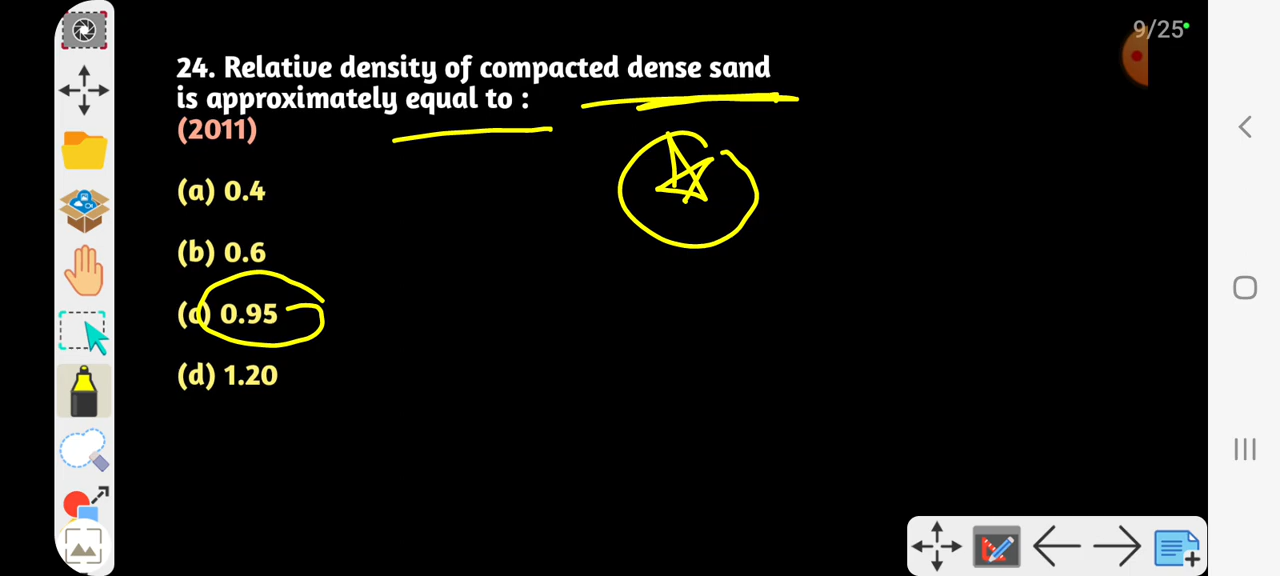 9/25
24. Relative density of compacted dense sand
is approximately equal to :
(2011)
(a) 0.4
(b) 0.6
(c) 0.95
(d) 1.20